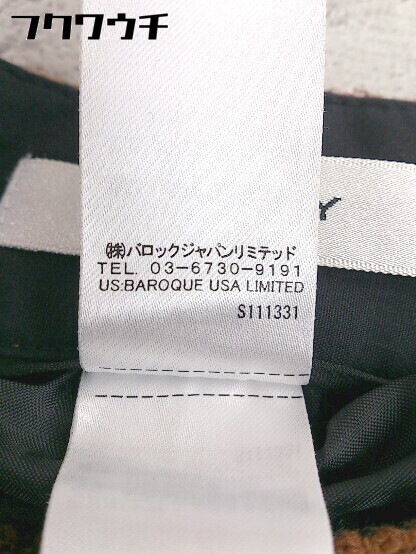 フクワウチ
㈱バロックジャパンリミテッド
TEL. 03-6730-9191
US:BAROQUE USA LIMITED
S111331